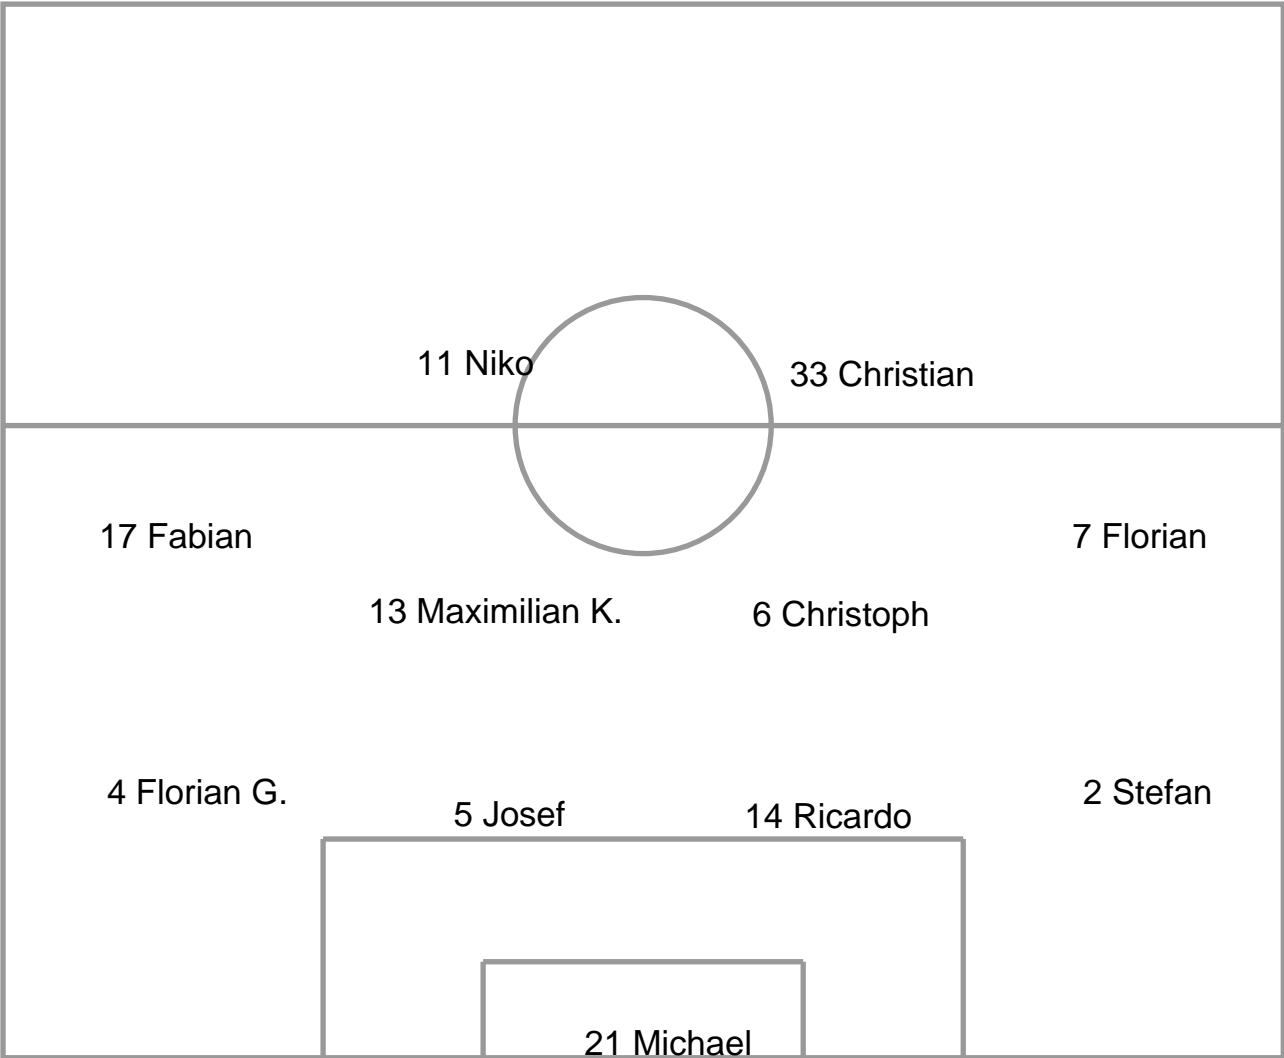 11 Niko
33 Christian
17 Fabian
7 Florian
13 Maximilian K.
6 Christoph
4 Florian G.
2 Stefan
5 Josef
14 Ricardo
21 Michael